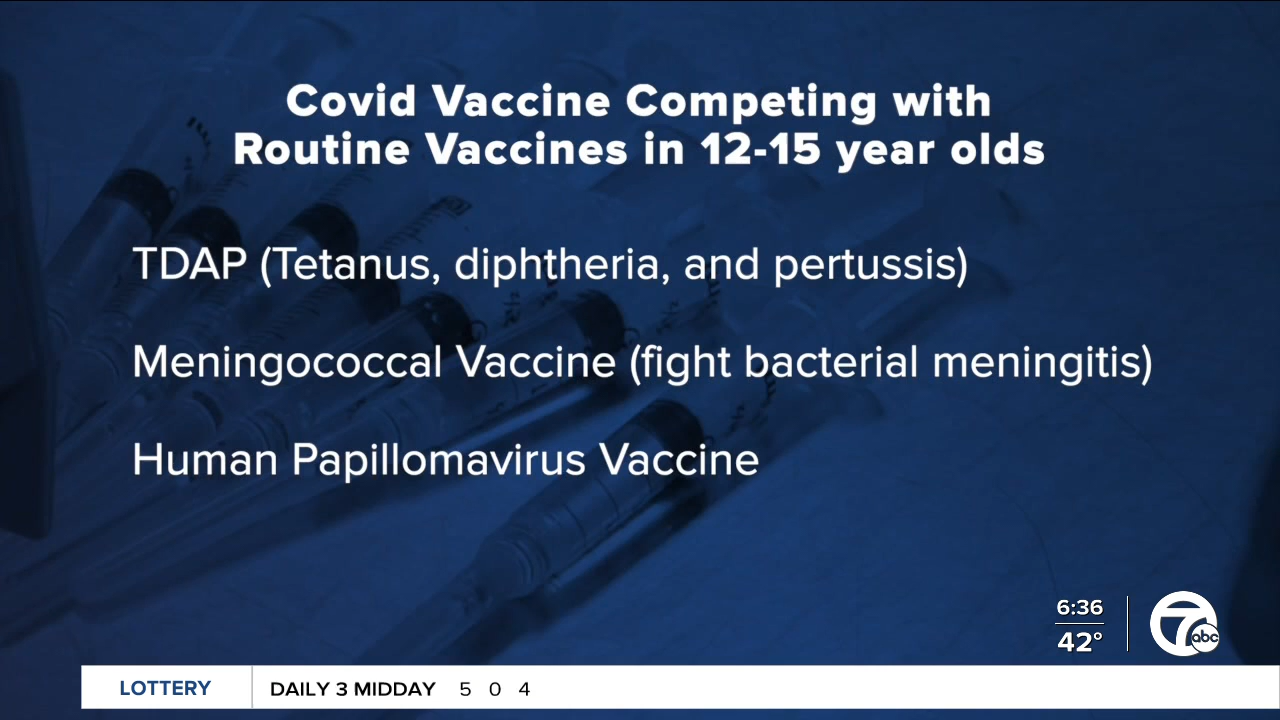 Covid Vaccine Competing with
Routine Vaccines in 12-15 year olds
TDAP (Tetanus, diphtheria, and pertussis)
Meningococcal Vaccine (fight bacterial meningitis)
Human Papillomavirus Vaccine
6:36
42°
7 abc
LOTTERY DAILY 3 MIDDAY 5 0 4